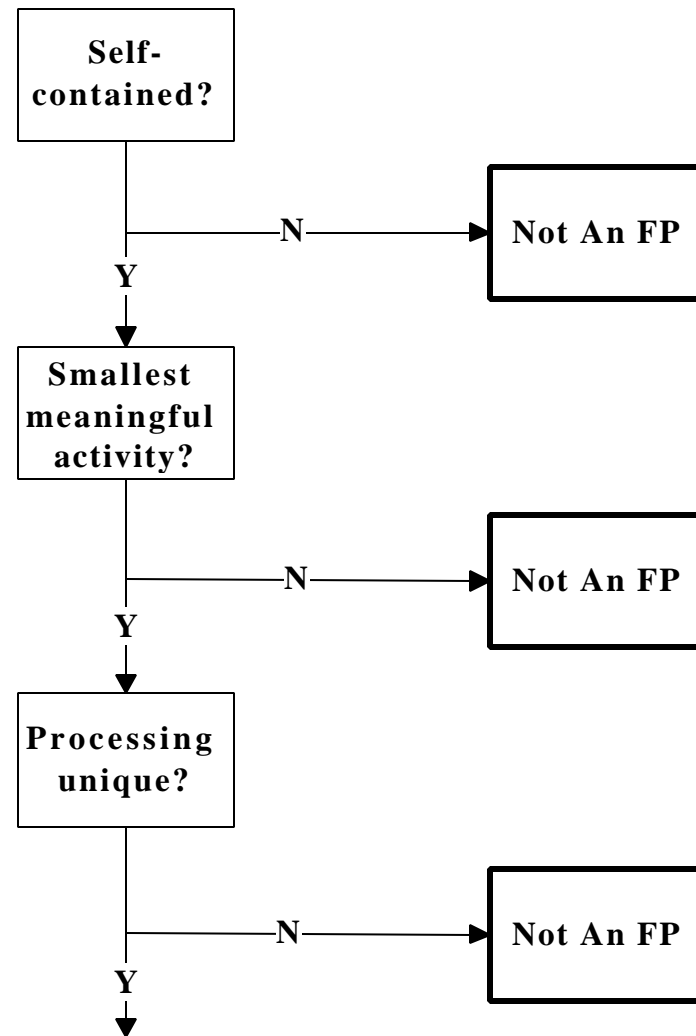 Self-
contained?
N
Not An FP
Y
Smallest
meaningful
activity?
N
Not An FP
Y
Processing
unique?
N
Not An FP
Y